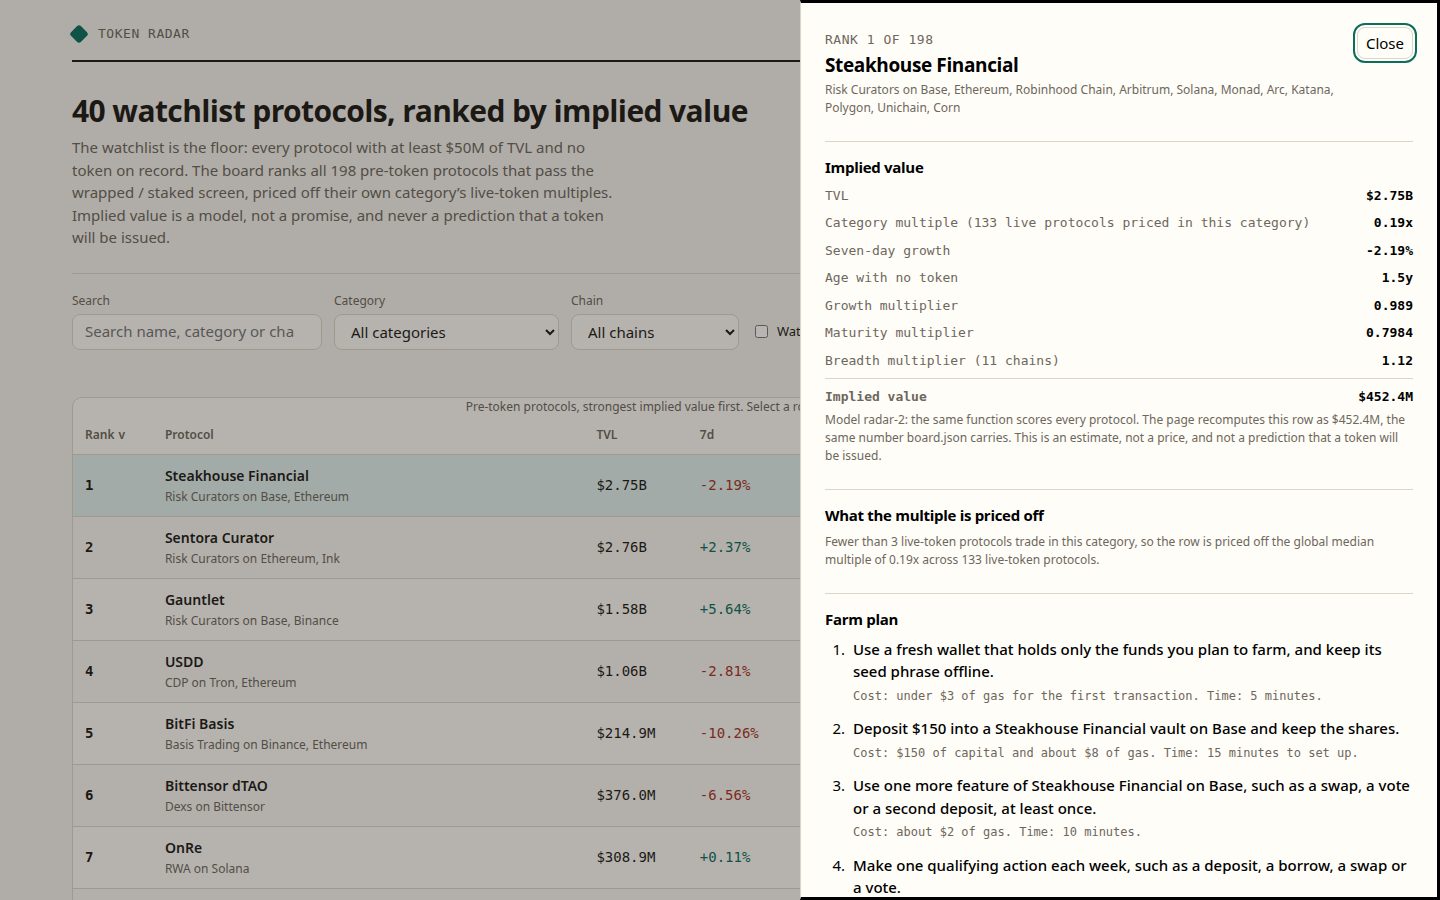 TOKEN RADAR
40 watchlist protocols, ranked by implied value
The watchlist is the floor: every protocol with at least $50M of TVL and no
token on record. The board ranks all 198 pre-token protocols that pass the
wrapped / staked screen, priced off their own category's live-token multiples.
Implied value is a model, not a promise, and never a prediction that a token
will be issued.
Search
Category
Chain
Search name, category or cha
All categories
All chains
Wat
Pre-token protocols, strongest implied value first. Select a ro
Rank v
Protocol
TVL
7d
1
Steakhouse Financial
Risk Curators on Base, Ethereum
$2.75B
-2.19%
2
Sentora Curator
Risk Curators on Ethereum, Ink
$2.76B
+2.37%
3
Gauntlet
Risk Curators on Base, Binance
$1.58B
+5.64%
4
USDD
CDP on Tron, Ethereum
$1.06B
-2.81%
5
BitFi Basis
Basis Trading on Binance, Ethereum
$214.9M
-10.26%
6
Bittensor dTAO
Dexs on Bittensor
$376.0M
-6.56%
7
OnRe
RWA on Solana
$308.9M
+0.11%
RANK 1 OF 198
Close
Steakhouse Financial
Risk Curators on Base, Ethereum, Robinhood Chain, Arbitrum, Solana, Monad, Arc, Katana,
Polygon, Unichain, Corn
Implied value
TVL $2.75B
Category multiple (133 live protocols priced in this category) 0.19x
Seven-day growth -2.19%
Age with no token 1.5y
Growth multiplier 0.989
Maturity multiplier 0.7984
Breadth multiplier (11 chains) 1.12
Implied value $452.4M
Model radar-2: the same function scores every protocol. The page recomputes this row as $452.4M, the
same number board.json carries. This is an estimate, not a price, and not a prediction that a token will
be issued.
What the multiple is priced off
Fewer than 3 live-token protocols trade in this category, so the row is priced off the global median
multiple of 0.19x across 133 live-token protocols.
Farm plan
1. Use a fresh wallet that holds only the funds you plan to farm, and keep its
seed phrase offline.
Cost: under $3 of gas for the first transaction. Time: 5 minutes.
2. Deposit $150 into a Steakhouse Financial vault on Base and keep the shares.
Cost: $150 of capital and about $8 of gas. Time: 15 minutes to set up.
3. Use one more feature of Steakhouse Financial on Base, such as a swap, a vote
or a second deposit, at least once.
Cost: about $2 of gas. Time: 10 minutes.
4. Make one qualifying action each week, such as a deposit, a borrow, a swap or
a vote.